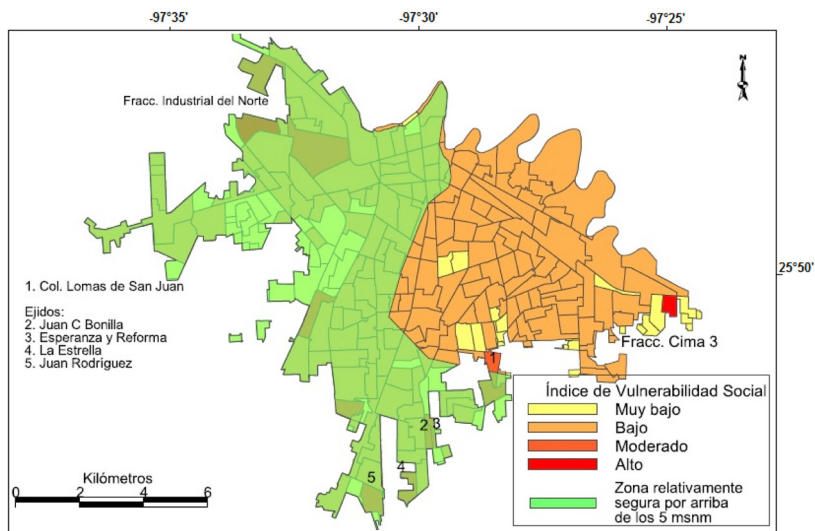 -97°35' -97°30' -97°25'
Fracc. Industrial del Norte
25°50'
1. Col. Lomas de San Juan
Ejidos:
2. Juan C Bonilla
3. Esperanza y Reforma
4. La Estrella
5. Juan Rodríguez
Fracc. Cima 3
1
2 3
4
5
Kilómetros
0 2 4 6
Índice de Vulnerabilidad Social
Muy bajo
Bajo
Moderado
Alto
Zona relativamente
segura por arriba
de los 5 msnm